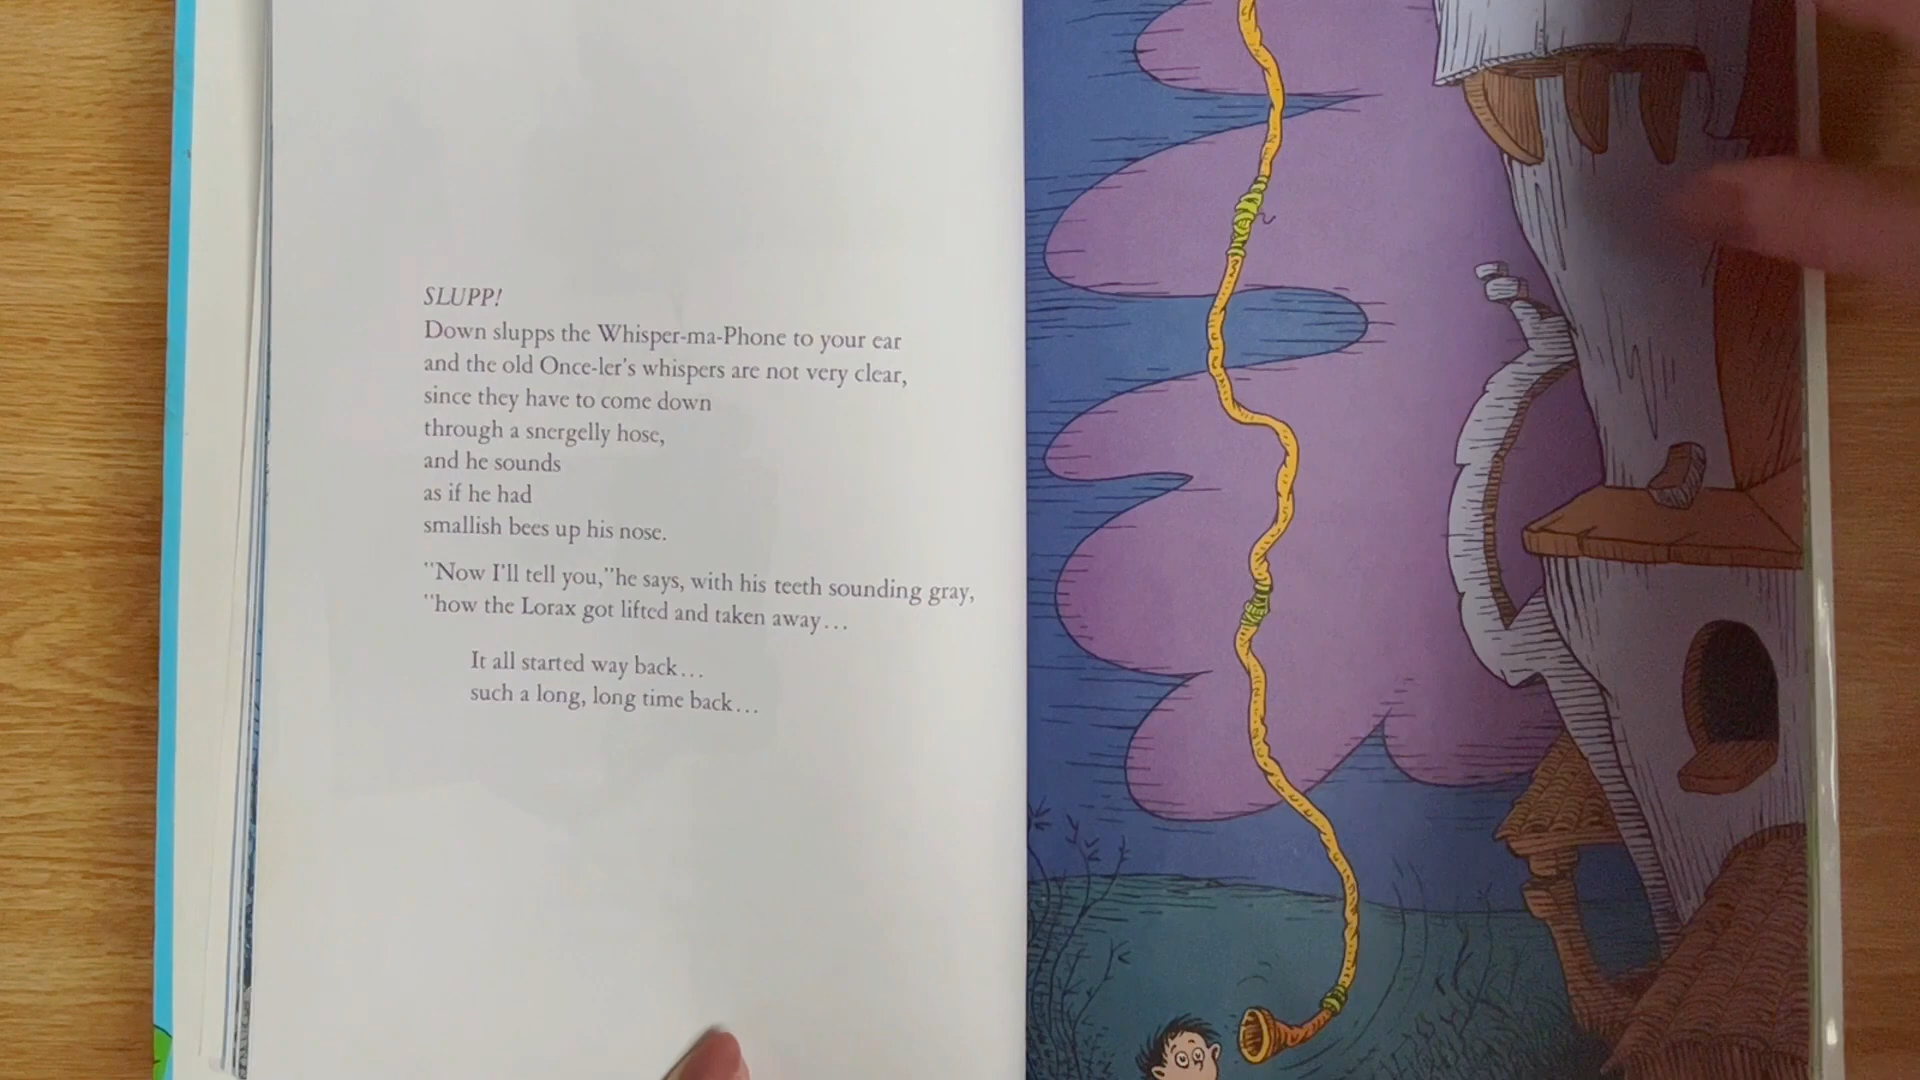 SLUPP!
Down slupps the Whisper-ma-Phone to your ear
and the old Once-ler's whispers are not very clear,
since they have to come down
through a snergelly hose,
and he sounds
as if he had
smallish bees up his nose.
"Now I'll tell you,"he says, with his teeth sounding gray,
"how the Lorax got lifted and taken away...
It all started way back...
such a long, long time back...